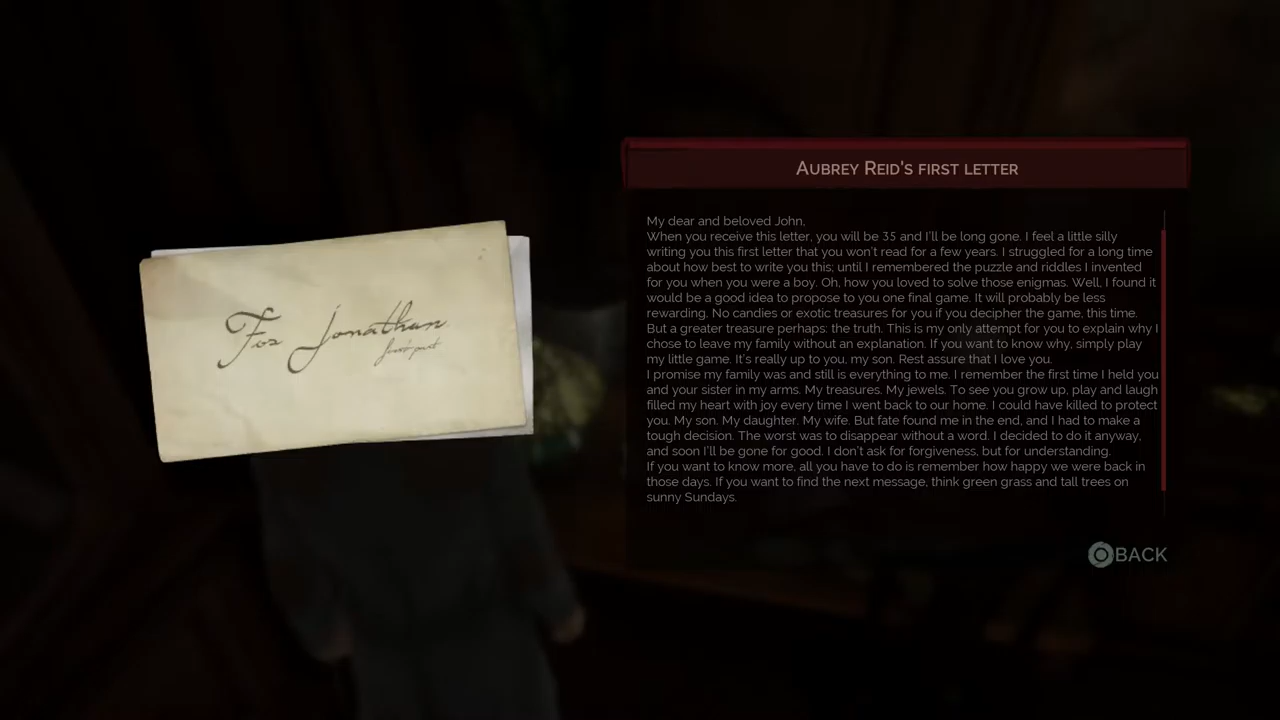 For Jonathan
first part
AUBREY REID'S FIRST LETTER
My dear and beloved John,
When you receive this letter, you will be 35 and I'll be long gone. I feel a little silly
writing you this first letter that you won't read for a few years. I struggled for a long time
about how best to write you this; until I remembered the puzzle and riddles I invented
for you when you were a boy. Oh, how you loved to solve those enigmas. Well, I found it
would be a good idea to propose to you one final game. It will probably be less
rewarding. No candies or exotic treasures for you if you decipher the game, this time.
But a greater treasure perhaps: the truth. This is my only attempt for you to explain why I
chose to leave my family without an explanation. If you want to know why, simply play
my little game. It's really up to you, my son. Rest assure that I love you.
I promise my family was and still is everything to me. I remember the first time I held you
and your sister in my arms. My treasures. My jewels. To see you grow up, play and laugh
filled my heart with joy every time I went back to our home. I could have killed to protect
you. My son. My daughter. My wife. But fate found me in the end, and I had to make a
tough decision. The worst was to disappear without a word. I decided to do it anyway,
and soon I'll be gone for good. I don't ask for forgiveness, but for understanding.
If you want to know more, all you have to do is remember how happy we were back in
those days. If you want to find the next message, think green grass and tall trees on
sunny Sundays.
BACK